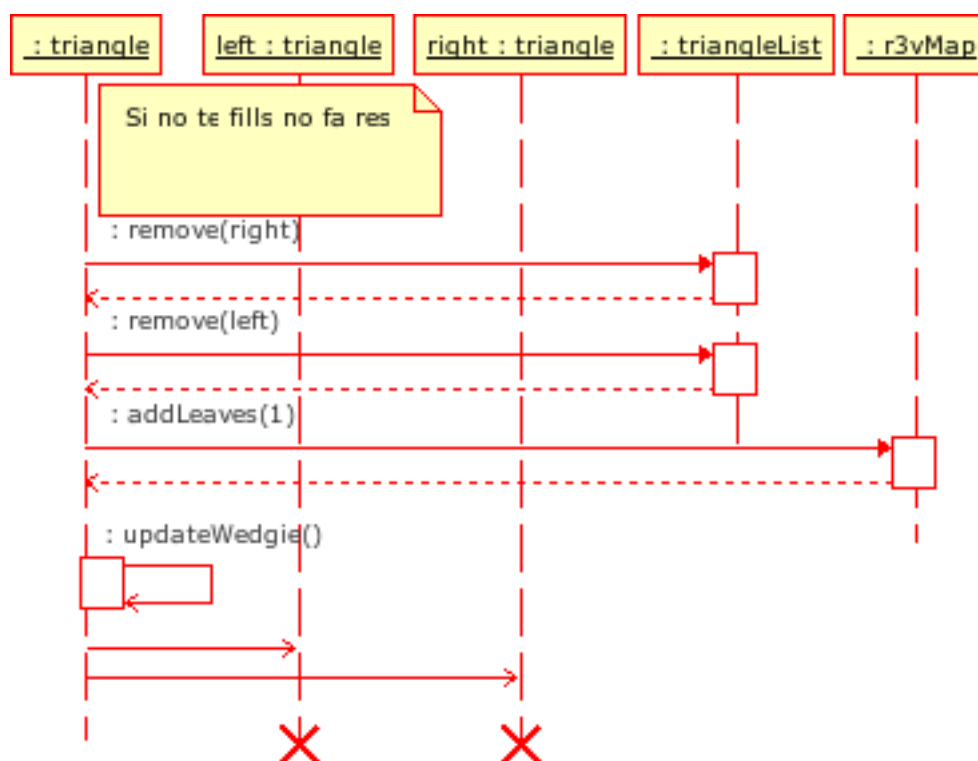 : triangle
left : triangle
right : triangle
: triangleList
: r3vMap
Si no te fills no fa res
: remove(right)
: remove(left)
: addLeaves(1)
: updateWedgie()